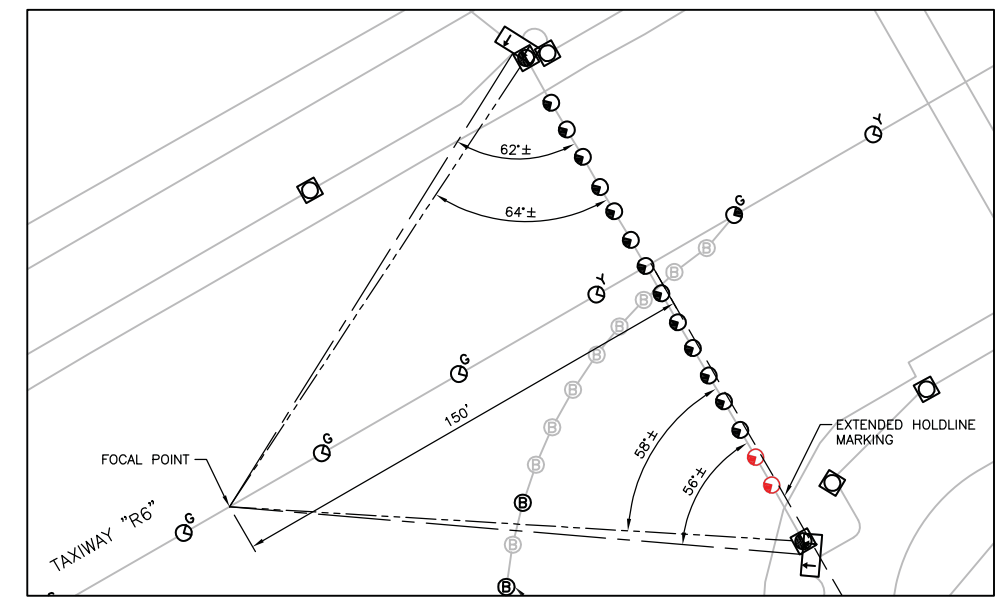 62°±
Y
64°±
G
B
B
Y
B
B
G
B
B
150'
B
EXTENDED HOLDLINE
MARKING
58°±
G
B
FOCAL POINT
56°±
B
TAXIWAY "R6"
G
B
B